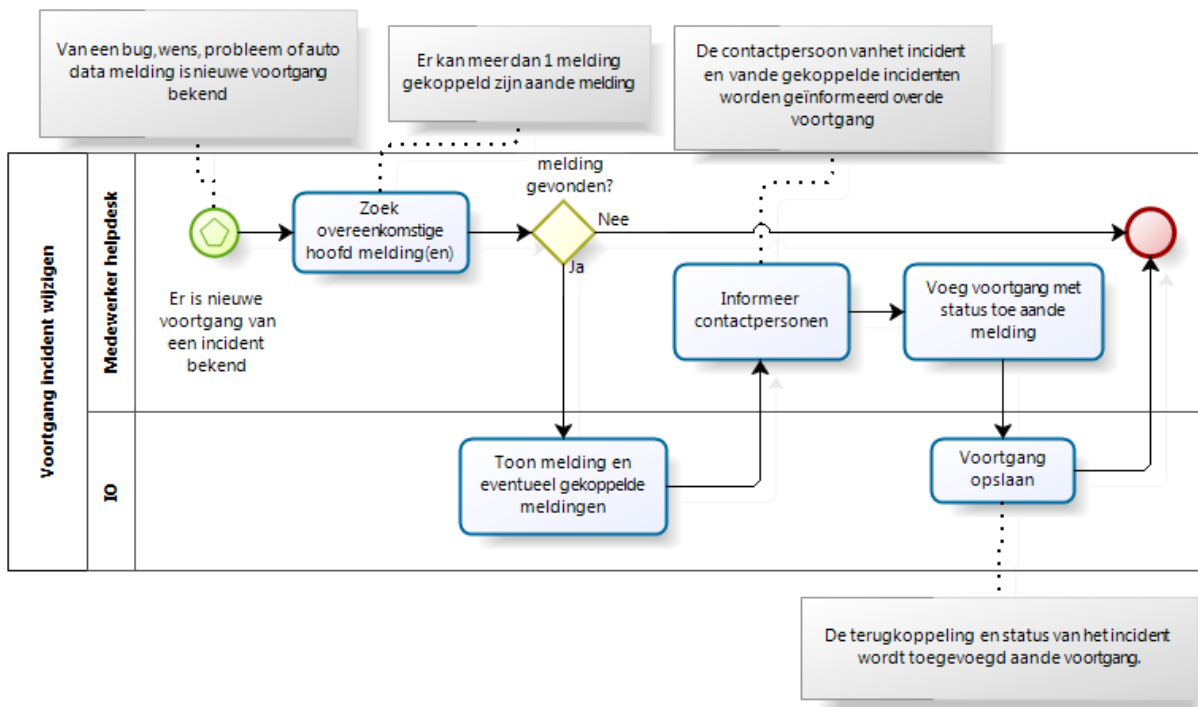 Van een bug, wens, probleem of auto
data melding is nieuwe voortgang
bekend
Er kan meer dan 1 melding
gekoppeld zijn aan de melding
De contactpersoon van het incident
en van de gekoppelde incidenten
worden geïnformeerd over de
voortgang
Voortgang incident wijzigen
Medewerker helpdesk
Er is nieuwe
voortgang van
een incident
bekend
Zoek
overeenkomstige
hoofd melding(en)
melding
gevonden?
Nee
Ja
Informeer
contactpersonen
Voeg voortgang met
status toe aan de
melding
IO
Toon melding en
eventueel gekoppelde
meldingen
Voortgang
opslaan
De terugkoppeling en status van het incident
wordt toegevoegd aan de voortgang.